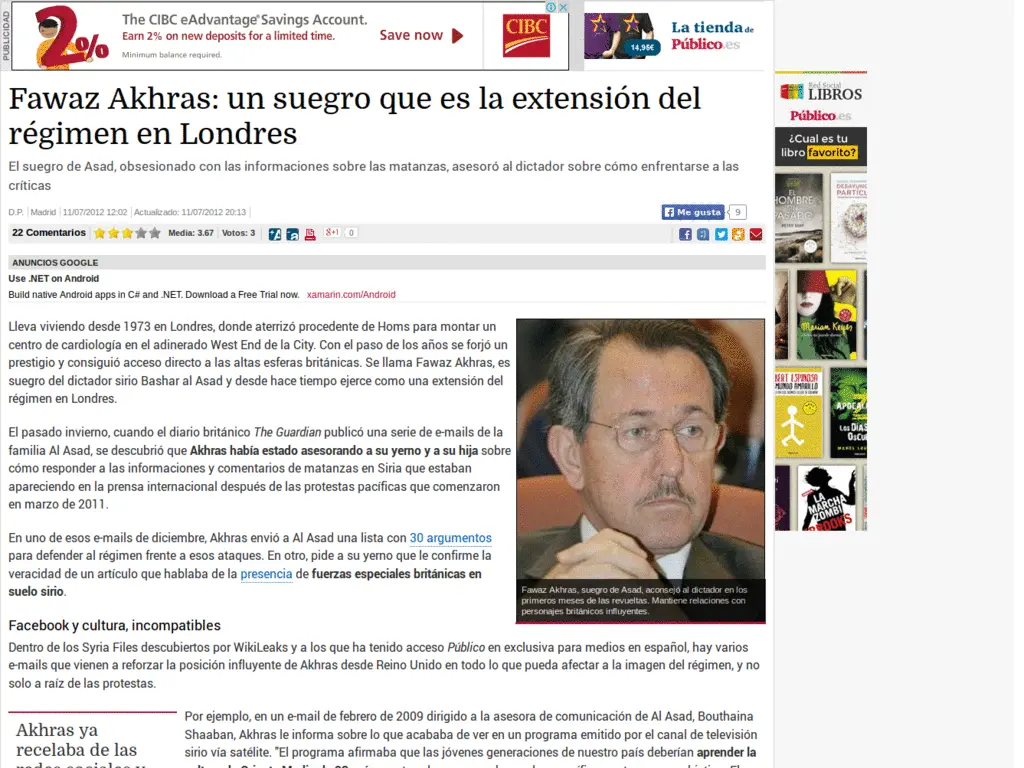 PUBLICIDAD
2%
The CIBC eAdvantage® Savings Account.
Earn 2% on new deposits for a limited time.
Minimum balance required.
Save now
CIBC
14,95€
La tienda de
Público.es
Fawaz Akhras: un suegro que es la extensión del
régimen en Londres
El suegro de Asad, obsesionado con las informaciones sobre las matanzas, asesoró al dictador sobre cómo enfrentarse a las
críticas
D.P. Madrid 11/07/2012 12:02 Actualizado: 11/07/2012 20:13
Me gusta 9
22 Comentarios Media: 3.67 Votos: 3 +1 0
ANUNCIOS GOOGLE
Use .NET on Android
Build native Android apps in C# and .NET. Download a Free Trial now. xamarin.com/Android
Lleva viviendo desde 1973 en Londres, donde aterrizó procedente de Homs para montar un
centro de cardiología en el adinerado West End de la City. Con el paso de los años se forjó un
prestigio y consiguió acceso directo a las altas esferas británicas. Se llama Fawaz Akhras, es
suegro del dictador sirio Bashar al Asad y desde hace tiempo ejerce como una extensión del
régimen en Londres.
El pasado invierno, cuando el diario británico The Guardian publicó una serie de e-mails de la
familia Al Asad, se descubrió que Akhras había estado asesorando a su yerno y a su hija sobre
cómo responder a las informaciones y comentarios de matanzas en Siria que estaban
apareciendo en la prensa internacional después de las protestas pacíficas que comenzaron
en marzo de 2011.
En uno de esos e-mails de diciembre, Akhras envió a Al Asad una lista con 30 argumentos
para defender al régimen frente a esos ataques. En otro, pide a su yerno que le confirme la
veracidad de un artículo que hablaba de la presencia de fuerzas especiales británicas en
suelo sirio.
Fawaz Akhras, suegro de Asad, aconsejó al dictador en los
primeros meses de las revueltas. Mantiene relaciones con
personajes británicos influyentes.
Facebook y cultura, incompatibles
Dentro de los Syria Files descubiertos por WikiLeaks y a los que ha tenido acceso Público en exclusiva para medios en español, hay varios
e-mails que vienen a reforzar la posición influyente de Akhras desde Reino Unido en todo lo que pueda afectar a la imagen del régimen, y no
solo a raíz de las protestas.
Akhras ya
recelaba de las
redes sociales y
Por ejemplo, en un e-mail de febrero de 2009 dirigido a la asesora de comunicación de Al Asad, Bouthaina
Shaaban, Akhras le informa sobre lo que acababa de ver en un programa emitido por el canal de televisión
sirio vía satélite. "El programa afirmaba que las jóvenes generaciones de nuestro país deberían aprender la
Red Social
LIBROS
Público.es
¿Cual es tu
libro favorito?
EL
HOMBRE
PASADO
Marian Keyes
MUNDO AMARILLO
LOS DÍAS
LA
MARCHA
ZOMBI